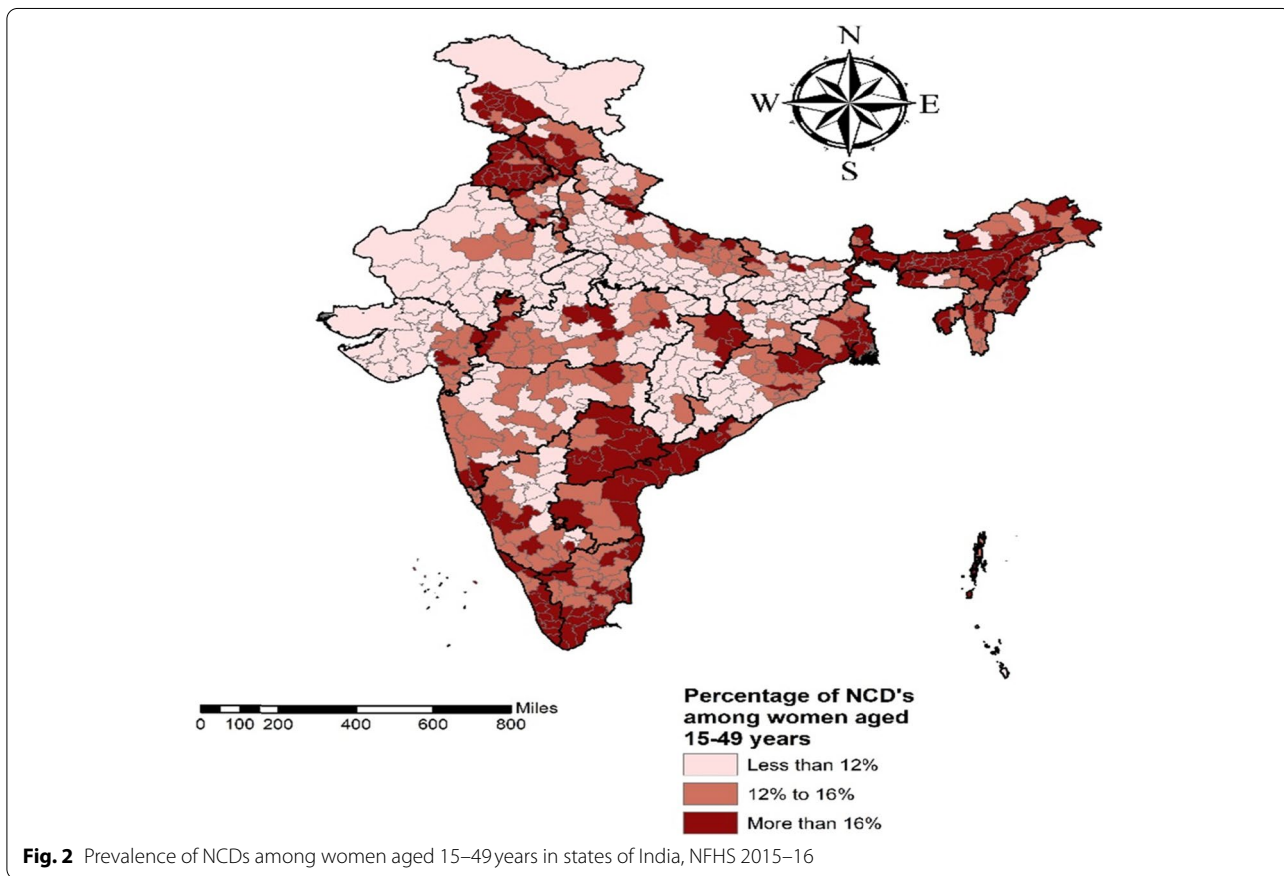 N
W E
S
Miles
0 100 200 400 600 800
Percentage of NCD's
among women aged
15-49 years
Less than 12%
12% to 16%
More than 16%
Fig. 2 Prevalence of NCDs among women aged 15–49 years in states of India, NFHS 2015–16